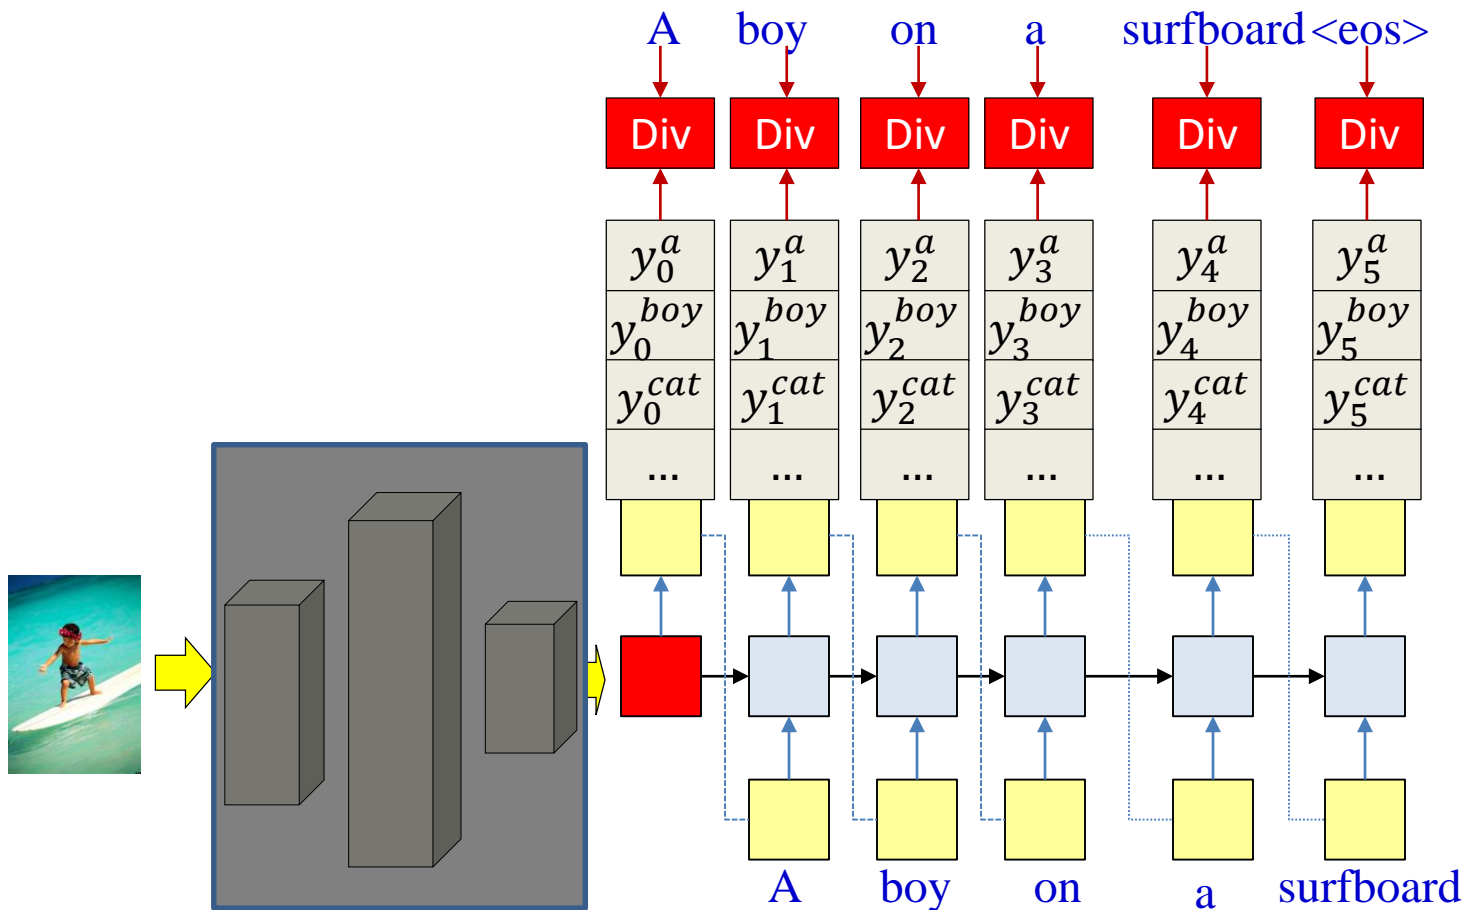 A boy on a surfboard <eos>
Div Div Div Div Div Div
y_0^a y_1^a y_2^a y_3^a y_4^a y_5^a
y_0^{boy} y_1^{boy} y_2^{boy} y_3^{boy} y_4^{boy} y_5^{boy}
y_0^{cat} y_1^{cat} y_2^{cat} y_3^{cat} y_4^{cat} y_5^{cat}
... ... ... ... ... ...
A boy on a surfboard